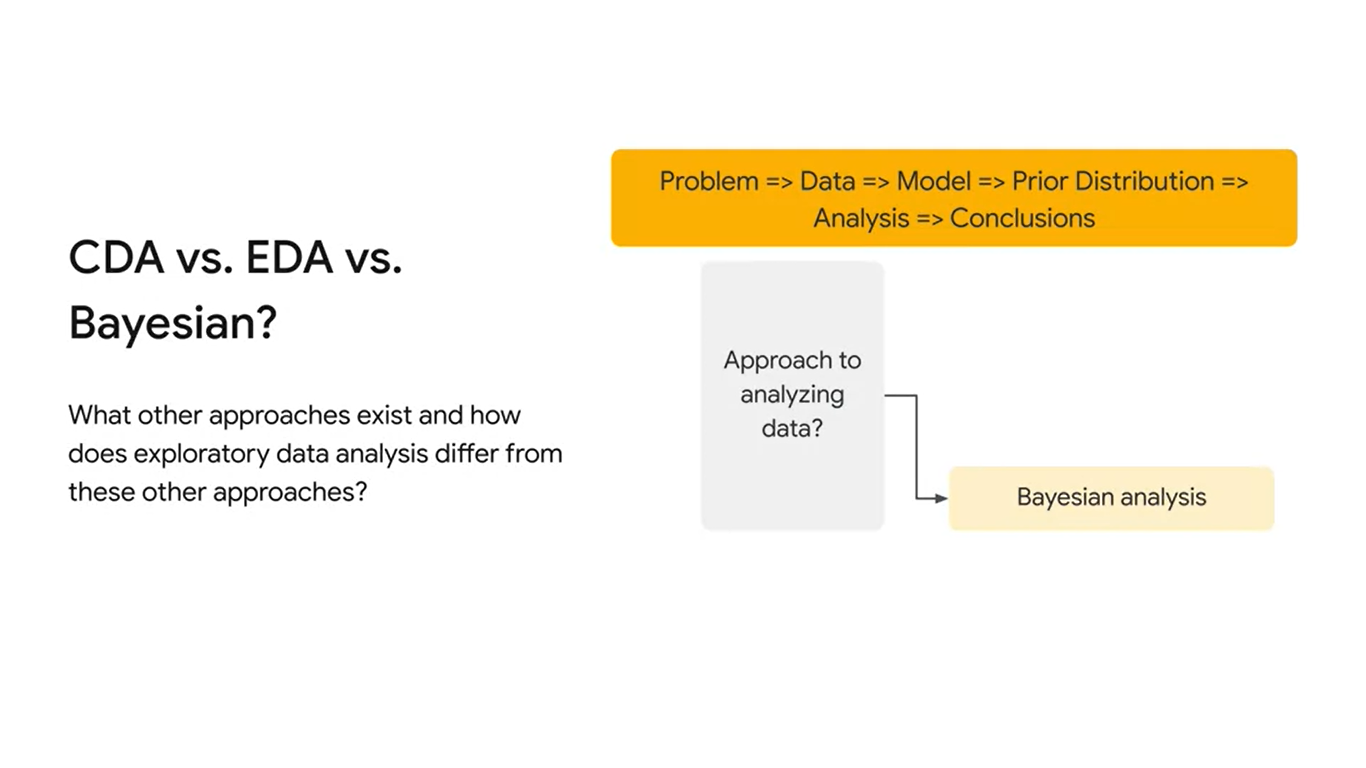 CDA vs. EDA vs.
Bayesian?
What other approaches exist and how
does exploratory data analysis differ from
these other approaches?
Problem => Data => Model => Prior Distribution =>
Analysis => Conclusions
Approach to
analyzing
data?
Bayesian analysis